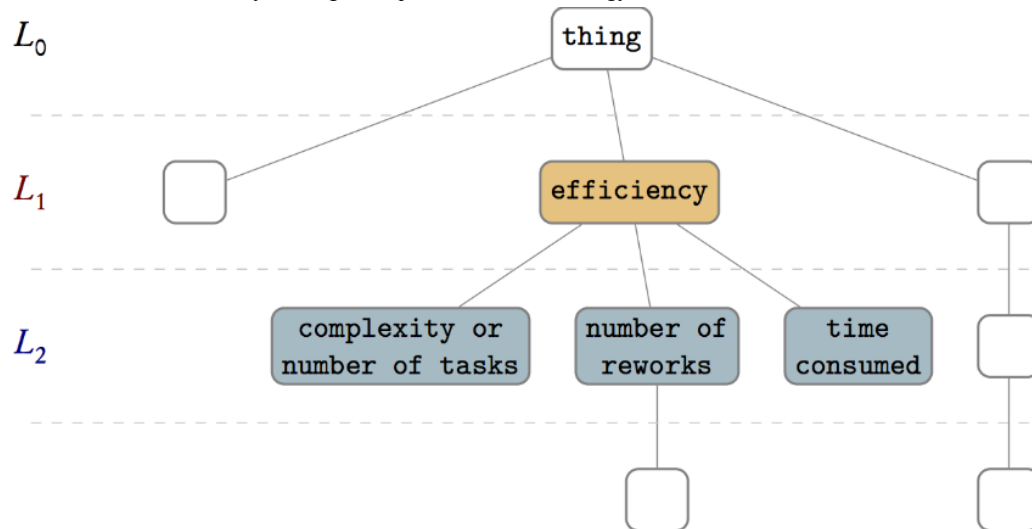 L0
thing
L1
efficiency
L2
complexity or
number of tasks
number of
reworks
time
consumed